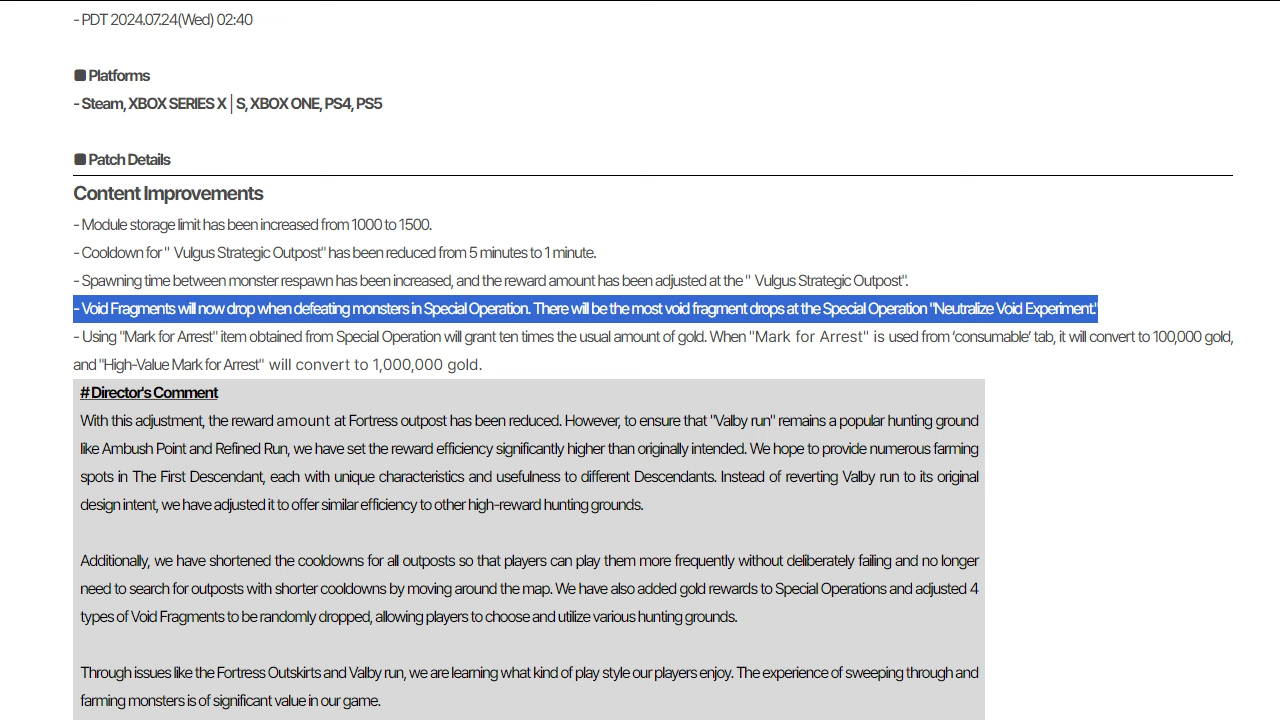 - PDT 2024.07.24(Wed) 02:40
■ Platforms
- Steam, XBOX SERIES X | S, XBOX ONE, PS4, PS5
■ Patch Details
Content Improvements
- Module storage limit has been increased from 1000 to 1500.
- Cooldown for " Vulgus Strategic Outpost" has been reduced from 5 minutes to 1 minute.
- Spawning time between monster respawn has been increased, and the reward amount has been adjusted at the " Vulgus Strategic Outpost".
- Void Fragments will now drop when defeating monsters in Special Operation. There will be the most void fragment drops at the Special Operation "Neutralize Void Experiment."
- Using "Mark for Arrest" item obtained from Special Operation will grant ten times the usual amount of gold. When "Mark for Arrest" is used from ‘consumable’ tab, it will convert to 100,000 gold,
and "High-Value Mark for Arrest" will convert to 1,000,000 gold.
# Director's Comment
With this adjustment, the reward amount at Fortress outpost has been reduced. However, to ensure that "Valby run" remains a popular hunting ground
like Ambush Point and Refined Run, we have set the reward efficiency significantly higher than originally intended. We hope to provide numerous farming
spots in The First Descendant, each with unique characteristics and usefulness to different Descendants. Instead of reverting Valby run to its original
design intent, we have adjusted it to offer similar efficiency to other high-reward hunting grounds.
Additionally, we have shortened the cooldowns for all outposts so that players can play them more frequently without deliberately failing and no longer
need to search for outposts with shorter cooldowns by moving around the map. We have also added gold rewards to Special Operations and adjusted 4
types of Void Fragments to be randomly dropped, allowing players to choose and utilize various hunting grounds.
Through issues like the Fortress Outskirts and Valby run, we are learning what kind of play style our players enjoy. The experience of sweeping through and
farming monsters is of significant value in our game.